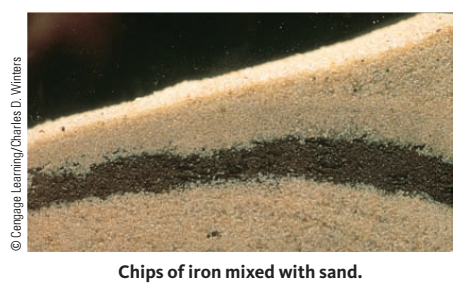 © Cengage Learning/Charles D. Winters
Chips of iron mixed with sand.